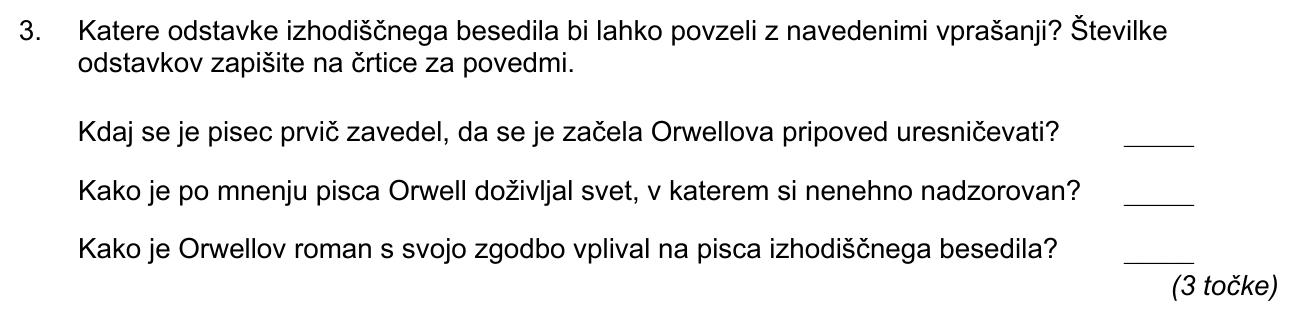 3. Katere odstavke izhodiščnega besedila bi lahko povzeli z navedenimi vprašanji? Številke
odstavkov zapišite na črtice za povedmi.
Kdaj se je pisec prvič zavedel, da se je začela Orwellova pripoved uresničevati? _____
Kako je po mnenju pisca Orwell doživljal svet, v katerem si nenehno nadzorovan? _____
Kako je Orwellov roman s svojo zgodbo vplival na pisca izhodiščnega besedila? _____
(3 točke)